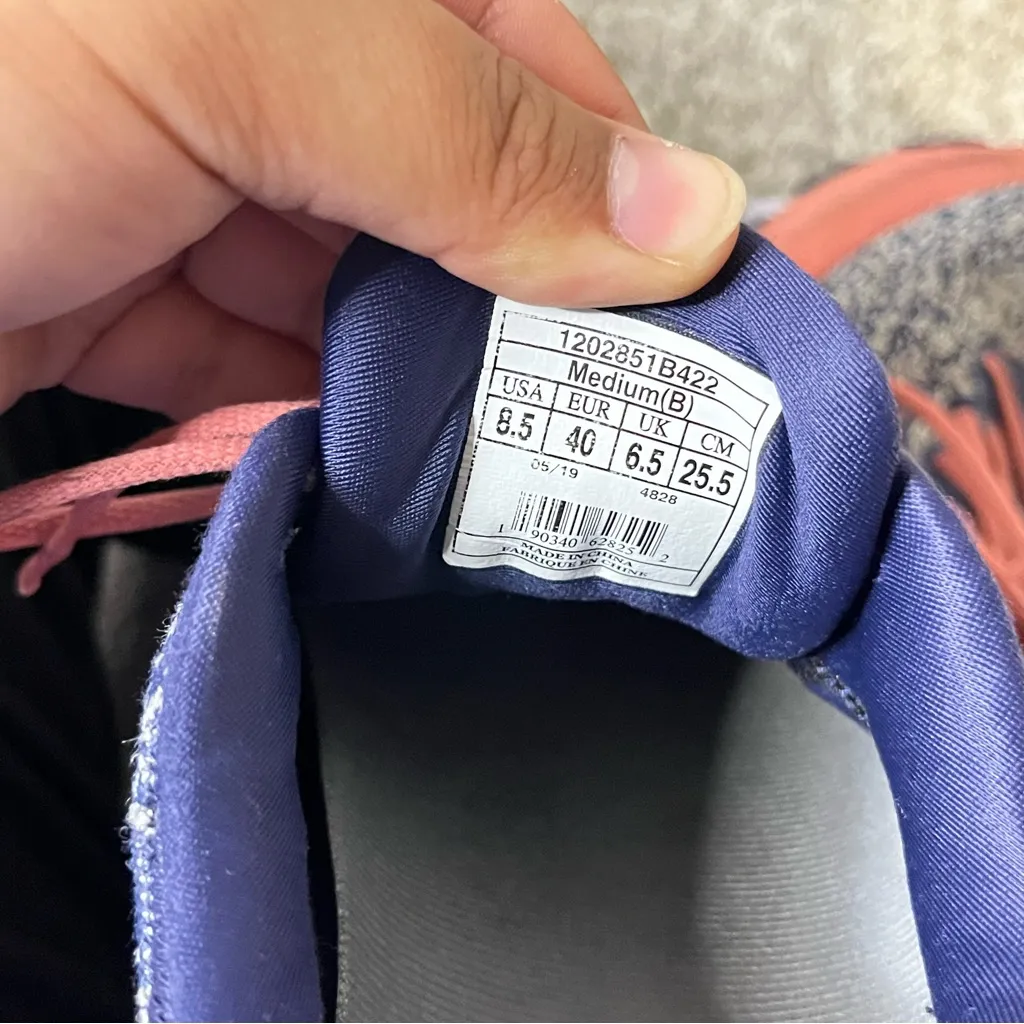 1202851B422
Medium(B)
USA EUR UK CM
8.5 40 6.5 25.5
05/19 4828
1 90340 62825 2
MADE IN CHINA
FABRIQUE EN CHINE